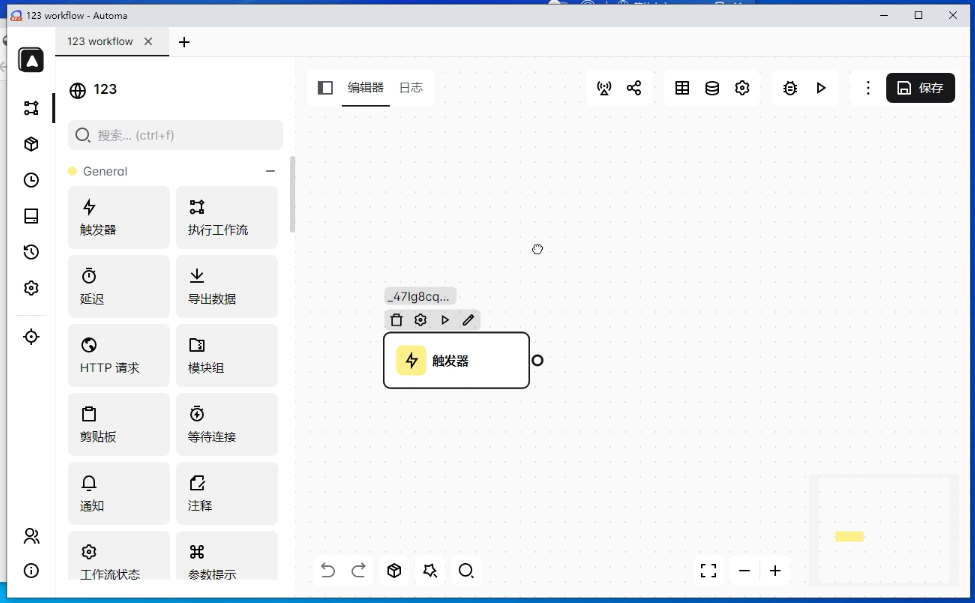 123 workflow - Automa
123 workflow
123
编辑器
日志
保存
搜索... (ctrl+f)
General
触发器
执行工作流
延迟
导出数据
HTTP 请求
模块组
剪贴板
等待连接
通知
注释
工作流状态
参数提示
_47lg8cq...
触发器